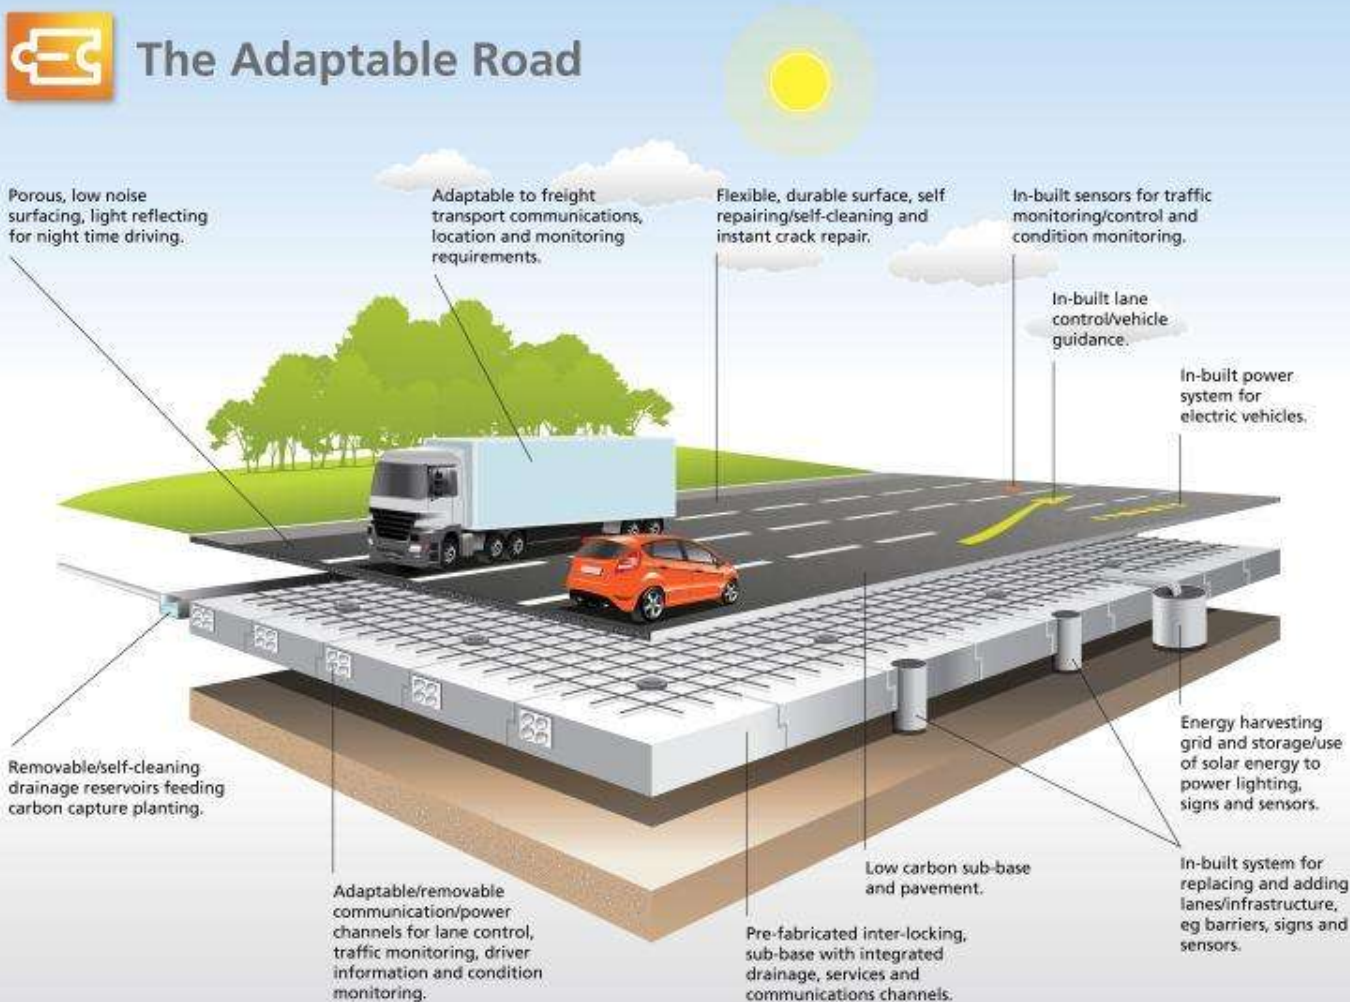 The Adaptable Road
Porous, low noise
surfacing, light reflecting
for night time driving.
Adaptable to freight
transport communications,
location and monitoring
requirements.
Flexible, durable surface, self
repairing/self-cleaning and
instant crack repair.
In-built sensors for traffic
monitoring/control and
condition monitoring.
In-built lane
control/vehicle
guidance.
In-built power
system for
electric vehicles.
Removable/self-cleaning
drainage reservoirs feeding
carbon capture planting.
Adaptable/removable
communication/power
channels for lane control,
traffic monitoring, driver
information and condition
monitoring.
Pre-fabricated inter-locking,
sub-base with integrated
drainage, services and
communications channels.
Low carbon sub-base
and pavement.
Energy harvesting
grid and storage/use
of solar energy to
power lighting,
signs and sensors.
In-built system for
replacing and adding
lanes/infrastructure,
eg barriers, signs and
sensors.